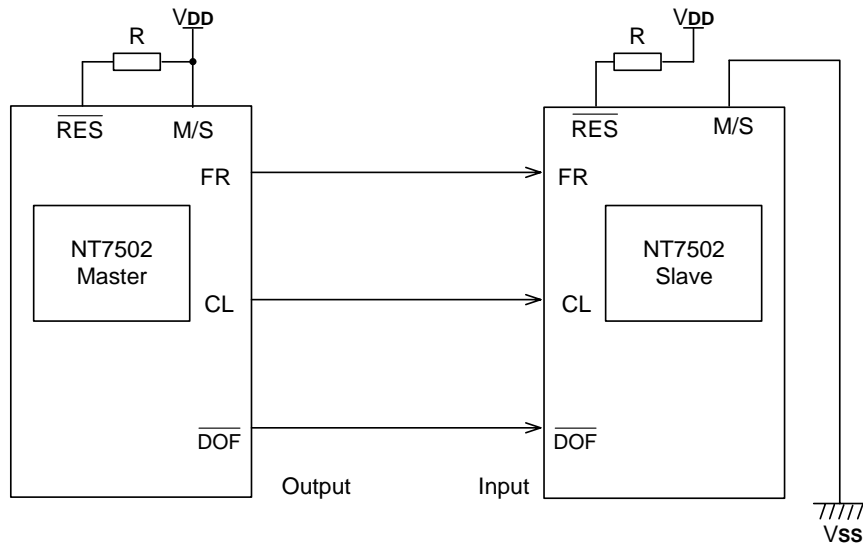 VDD
R
RES
M/S
FR
NT7502
Master
CL
DOF
Output
VDD
R
RES
M/S
FR
NT7502
Slave
CL
DOF
Input
VSS